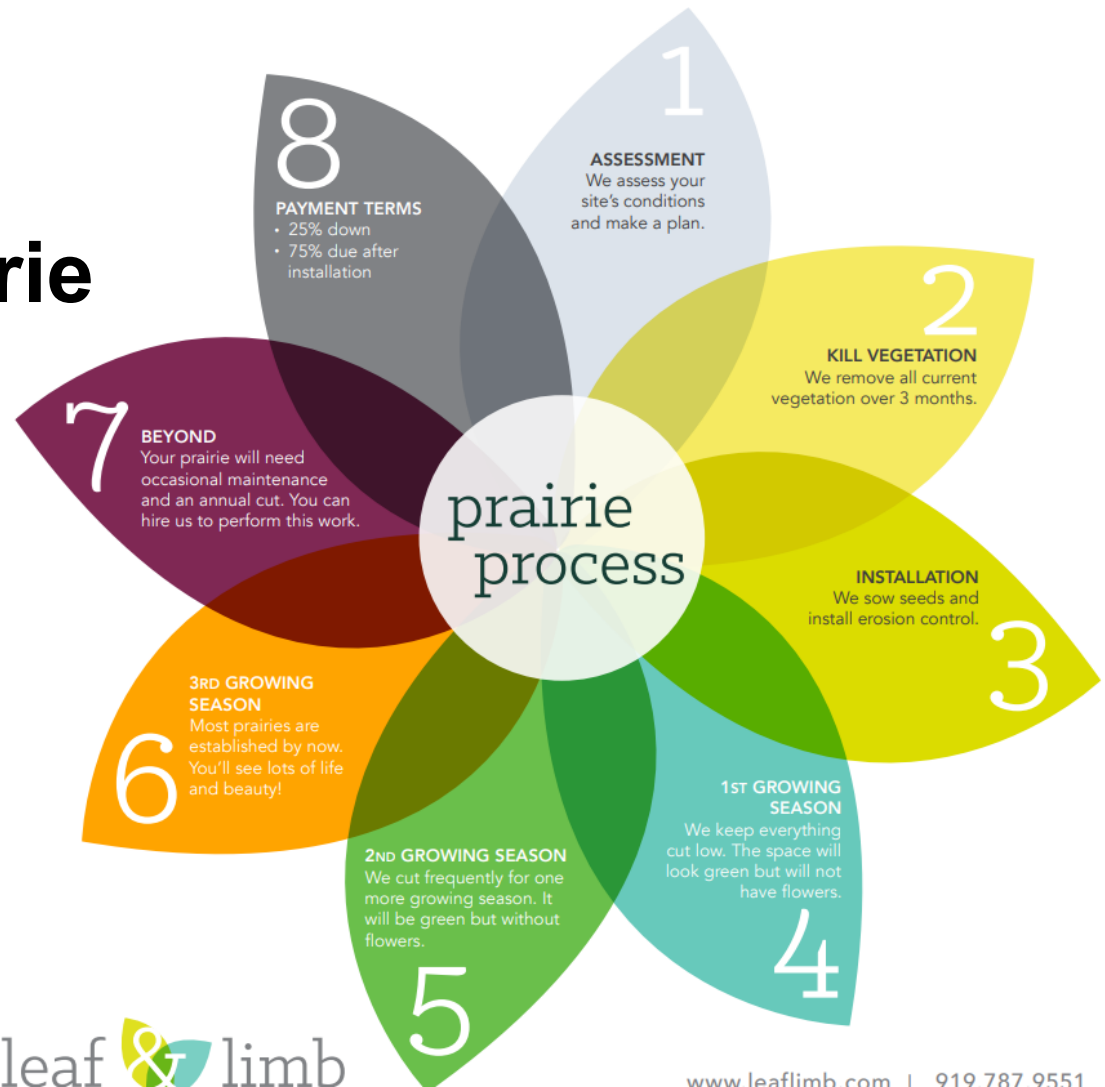 rie
prairie
process
1
ASSESSMENT
We assess your
site's conditions
and make a plan.
2
KILL VEGETATION
We remove all current
vegetation over 3 months.
INSTALLATION
We sow seeds and
install erosion control.
3
1ST GROWING
SEASON
We keep everything
cut low. The space will
look green but will not
have flowers.
4
2ND GROWING SEASON
We cut frequently for one
more growing season. It
will be green but without
flowers.
5
3RD GROWING
SEASON
Most prairies are
established by now.
You'll see lots of life
and beauty!
6
7
BEYOND
Your prairie will need
occasional maintenance
and an annual cut. You can
hire us to perform this work.
8
PAYMENT TERMS
• 25% down
• 75% due after
installation
leaf & limb
www.leaflimb.com | 919.787.9551